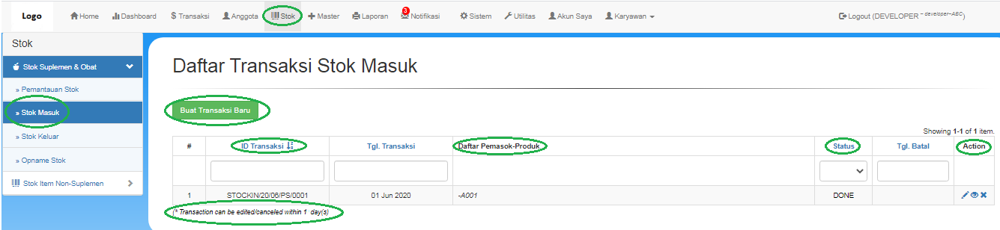 Logo Home Dashboard $ Transaksi Anggota Stok Master Laporan 3 Notifikasi Sistem Utilitas Akun Saya Karyawan Logout (DEVELOPER ~ developer~ABC)
Stok
Stok Suplemen & Obat
» Pemantauan Stok
» Stok Masuk
» Stok Keluar
» Opname Stok
Stok Item Non-Suplemen
Daftar Transaksi Stok Masuk
Buat Transaksi Baru
Showing 1-1 of 1 item.
# ID Transaksi Tgl. Transaksi Daftar Pemasok-Produk Status Tgl. Batal Action
1 STOCKIN/20/06/PS/0001 01 Jun 2020 -A001 DONE
(* Transaction can be edited/canceled within 1 day(s)